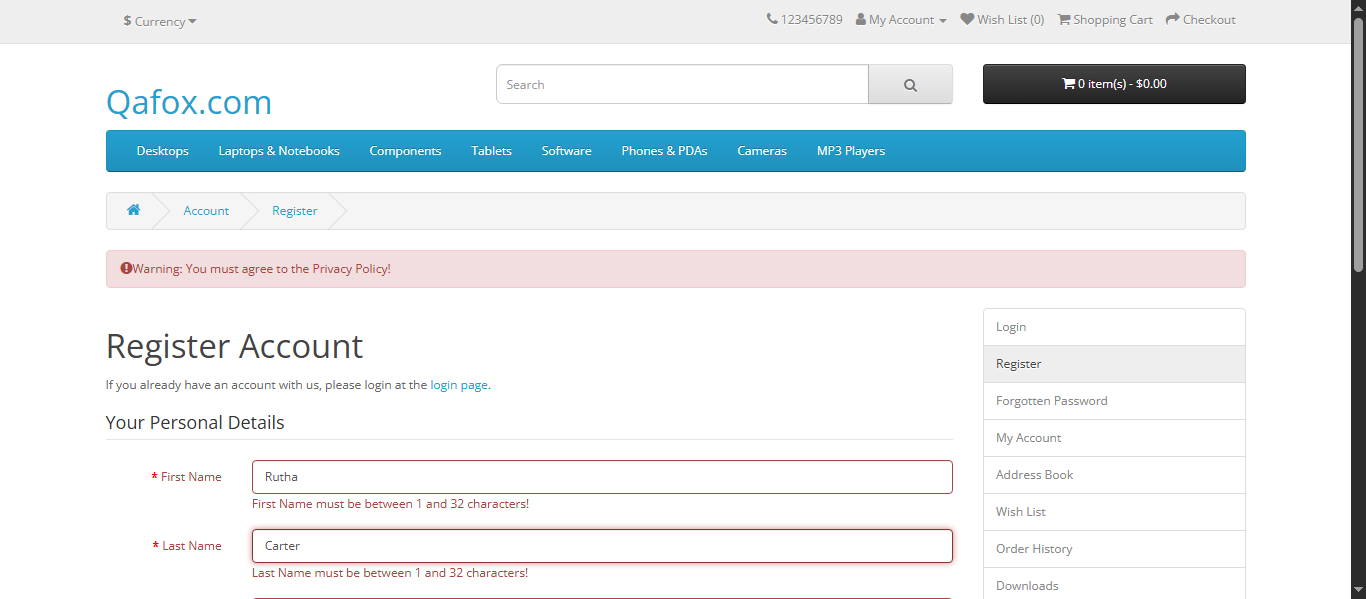 $ Currency
123456789 My Account Wish List (0) Shopping Cart Checkout
Qafox.com
Search
0 item(s) - $0.00
Desktops Laptops & Notebooks Components Tablets Software Phones & PDAs Cameras MP3 Players
Account Register
Warning: You must agree to the Privacy Policy!
Register Account
If you already have an account with us, please login at the login page.
Your Personal Details
* First Name Rutha
First Name must be between 1 and 32 characters!
* Last Name Carter
Last Name must be between 1 and 32 characters!
Login
Register
Forgotten Password
My Account
Address Book
Wish List
Order History
Downloads